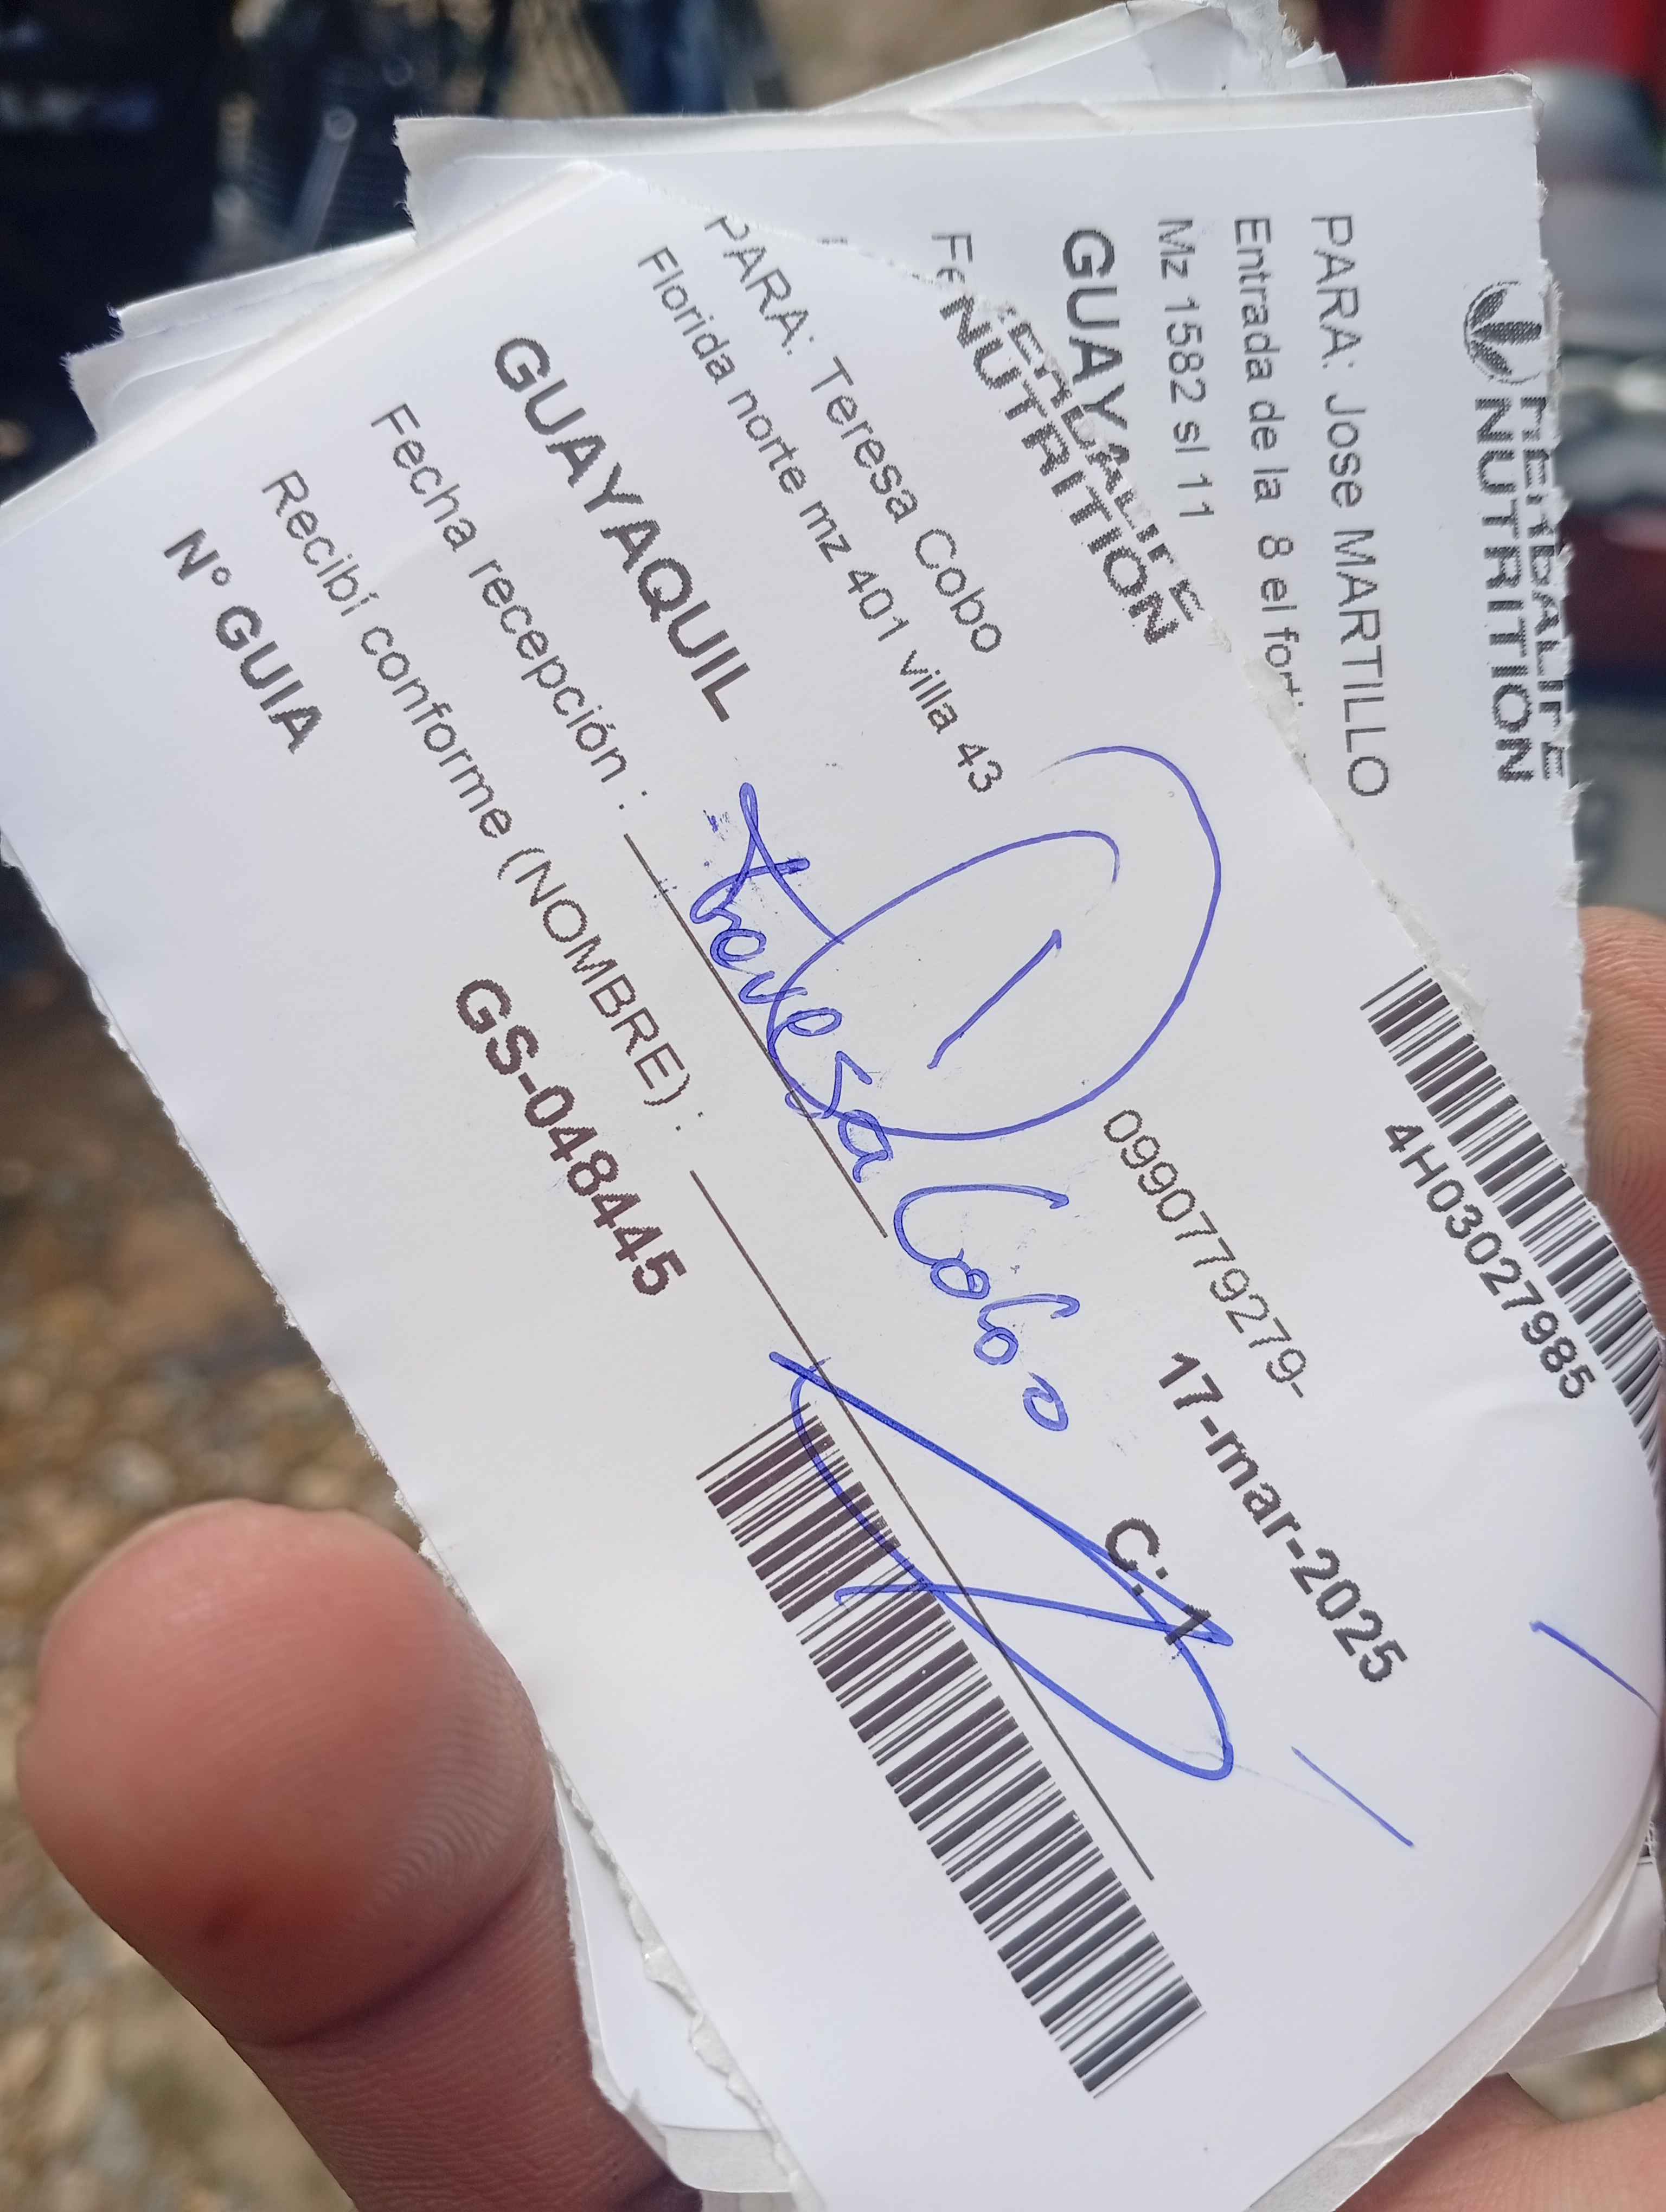 HERBALIFE
NUTRITION
PARA: Jose MARTILLO
Entrada de la 8 el
Mz 1582 sl 11
GUAYA
HERBALIFE
NUTRITION
4H03027985
PARA: Teresa Cobo
0990779279-
Florida norte mz 401 villa 43
1
17-mar-2025
GUAYAQUIL
C: 1
Fecha recepción :
Teresa Cobo
Recibí conforme (NOMBRE) :
N° GUIA
GS-048445